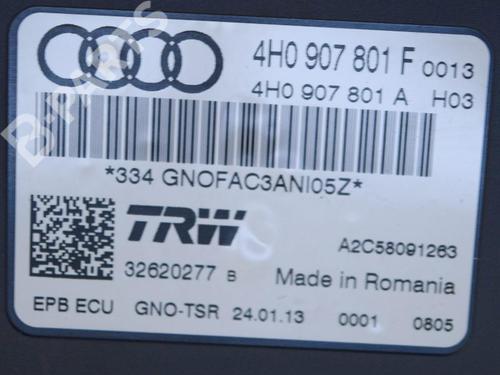 4H0 907 801 F 0013
4H0 907 801 A H03
*334 GNOFAC3ANI05Z*
TRW
A2C58091263
32620277 B
Made in Romania
EPB ECU GNO-TSR 24.01.13 0001 0805
B-PARTS